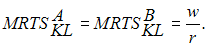 MRTS^A_KL = MRTS^B_KL = w/r.